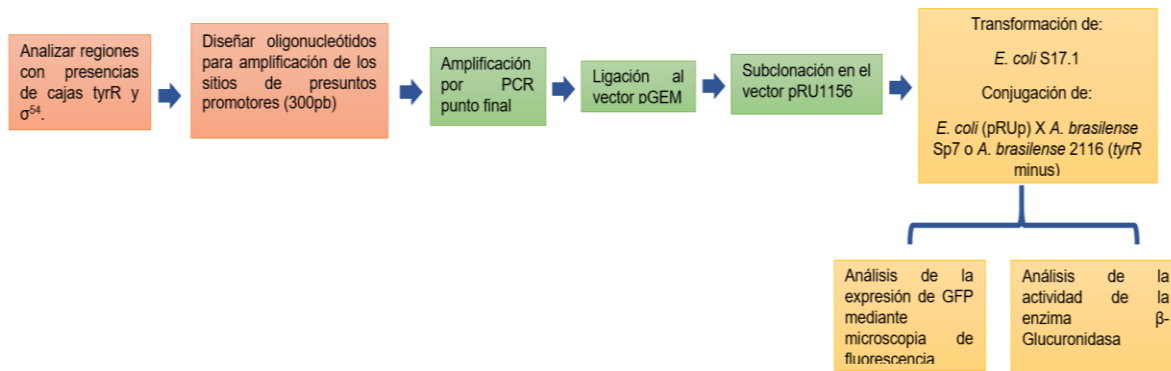 Analizar regiones
con presencias
de cajas tyrR y
σ⁵⁴.
Diseñar oligonucleótidos
para amplificación de los
sitios de presuntos
promotores (300pb)
Amplificación
por PCR
punto final
Ligación al
vector pGEM
Subclonación en el
vector pRU1156
Transformación de:
E. coli S17.1
Conjugación de:
E. coli (pRUp) X A. brasilense
Sp7 o A. brasilense 2116 (tyrR
minus)
Análisis de la
expresión de GFP
mediante
microscopia de
fluorescencia
Análisis de la
actividad de la
enzima β-
Glucuronidasa